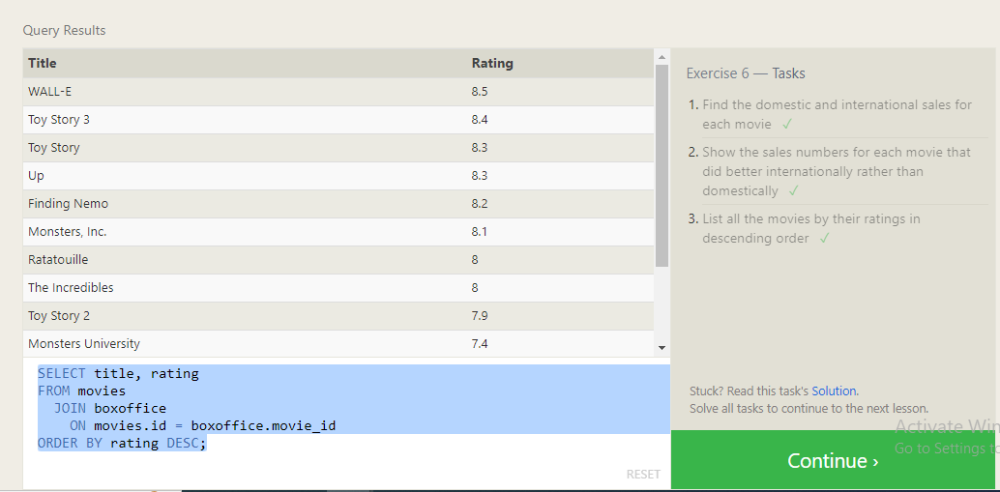 Query Results
Title Rating
WALL-E 8.5
Toy Story 3 8.4
Toy Story 8.3
Up 8.3
Finding Nemo 8.2
Monsters, Inc. 8.1
Ratatouille 8
The Incredibles 8
Toy Story 2 7.9
Monsters University 7.4
SELECT title, rating
FROM movies
JOIN boxoffice
ON movies.id = boxoffice.movie_id
ORDER BY rating DESC;
RESET
Exercise 6 — Tasks
1. Find the domestic and international sales for
each movie ✓
2. Show the sales numbers for each movie that
did better internationally rather than
domestically ✓
3. List all the movies by their ratings in
descending order ✓
Stuck? Read this task's Solution.
Solve all tasks to continue to the next lesson.
Activate Win
Go to Settings to
Continue ›